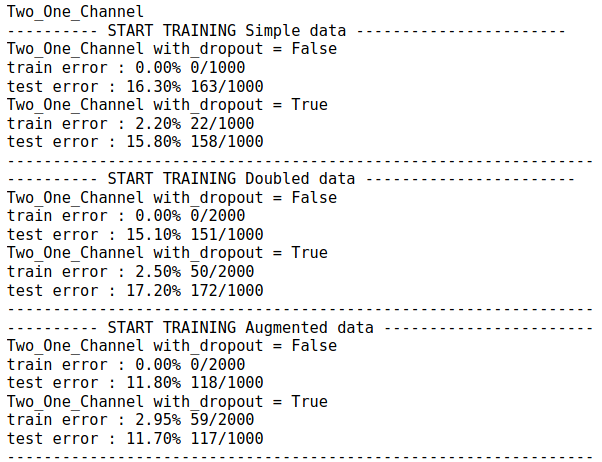 Two_One_Channel
---------- START TRAINING Simple data -----------------------
Two_One_Channel with_dropout = False
train error : 0.00% 0/1000
test error : 16.30% 163/1000
Two_One_Channel with_dropout = True
train error : 2.20% 22/1000
test error : 15.80% 158/1000
----------------------------------------------------------------
---------- START TRAINING Doubled data -----------------------
Two_One_Channel with_dropout = False
train error : 0.00% 0/2000
test error : 15.10% 151/1000
Two_One_Channel with_dropout = True
train error : 2.50% 50/2000
test error : 17.20% 172/1000
----------------------------------------------------------------
---------- START TRAINING Augmented data -----------------------
Two_One_Channel with_dropout = False
train error : 0.00% 0/2000
test error : 11.80% 118/1000
Two_One_Channel with_dropout = True
train error : 2.95% 59/2000
test error : 11.70% 117/1000
----------------------------------------------------------------